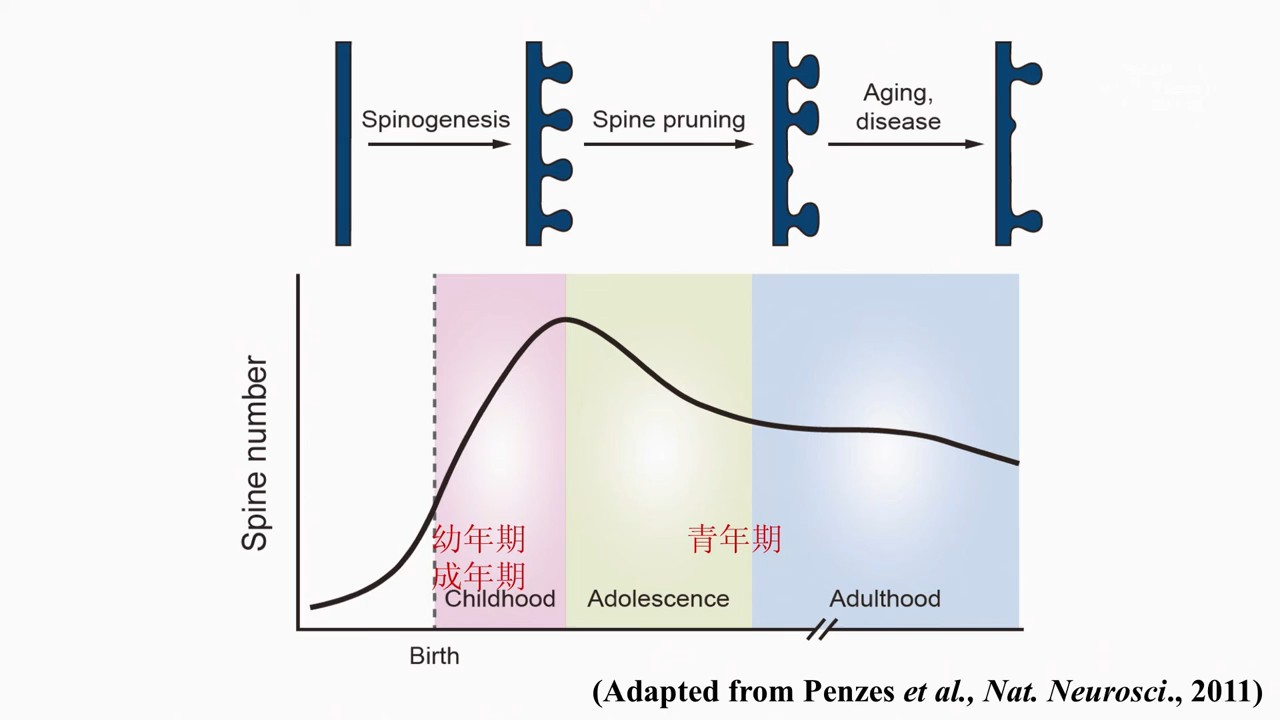 Spinogenesis
Spine pruning
Aging,
disease
Spine number
幼年期
青年期
成年期
Childhood
Adolescence
Adulthood
Birth
(Adapted from Penzes et al., Nat. Neurosci., 2011)